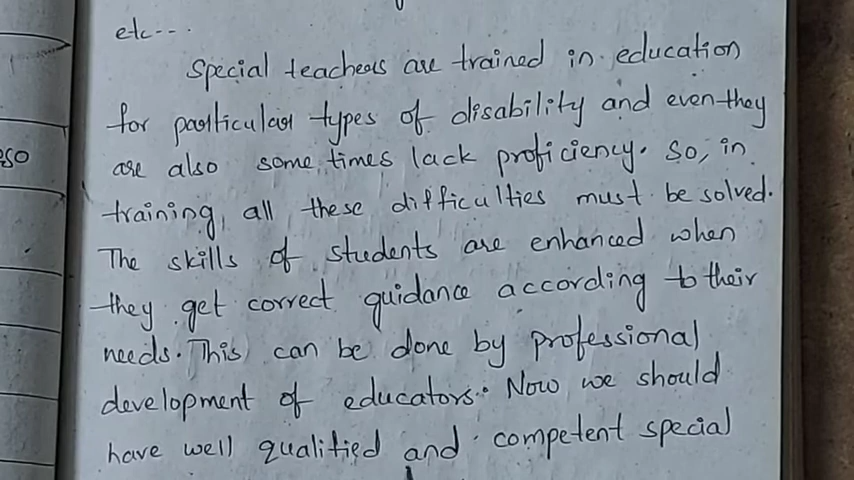 etc...
Special teachers are trained in education
for particular types of disability and even they
are also some times lack proficiency. So, in
training, all these difficulties must be solved.
The skills of students are enhanced when
they get correct guidance according to their
needs. This can be done by professional
development of educators. Now we should
have well qualified and competent special